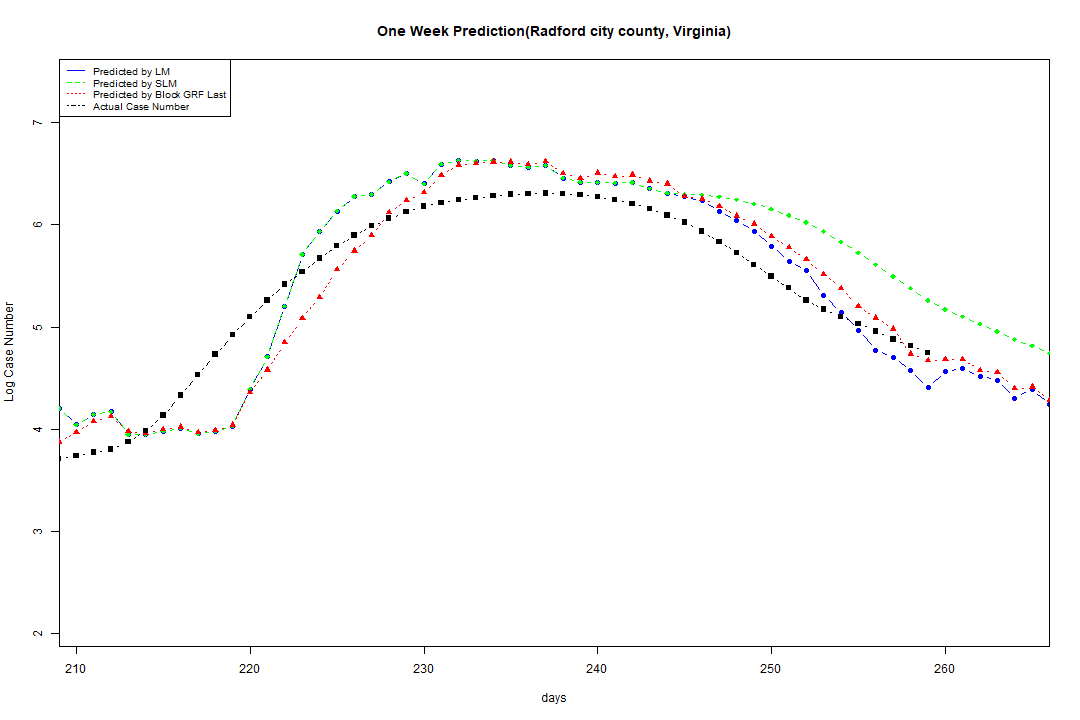 One Week Prediction(Radford city county, Virginia)
Predicted by LM
Predicted by SLM
Predicted by Block GRF Last
Actual Case Number
7
6
5
4
3
2
Log Case Number
210 220 230 240 250 260
days